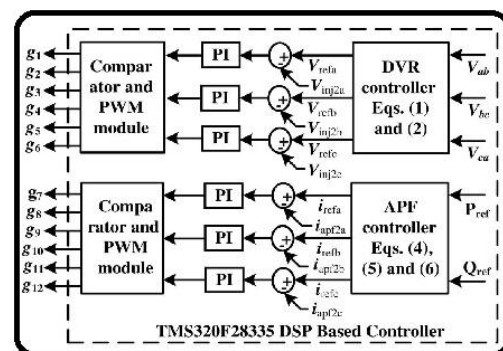 g1
g2
g3
g4
g5
g6
Compar
ator and
PWM
module
PI
PI
PI
Vrefa
Vinj2a
Vrefb
Vinj2b
Vrefc
Vinj2c
DVR
controller
Eqs. (1)
and (2)
Vab
Vbc
Vca
g7
g8
g9
g10
g11
g12
Compa
rator and
PWM
module
PI
PI
PI
irefa
iapf2a
irefb
iapf2b
irefc
iapf2c
APF
controller
Eqs. (4),
(5) and (6)
Pref
Qref
TMS320F28335 DSP Based Controller